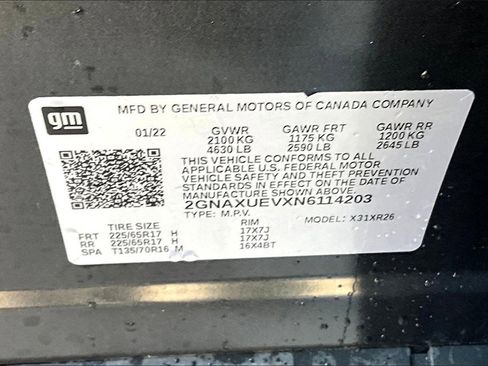 gm
MFD BY GENERAL MOTORS OF CANADA COMPANY
01/22 GVWR GAWR FRT GAWR RR
2100 KG 1175 KG 1200 KG
4630 LB 2590 LB 2645 LB
THIS VEHICLE CONFORMS TO ALL
APPLICABLE U.S. FEDERAL MOTOR
VEHICLE SAFETY AND THEFT PREVENTION
STANDARDS IN EFFECT ON THE DATE OF
MANUFACTURE SHOWN ABOVE.
2GNAXUEVXN6114203
TYPE: M.P.V. MODEL: X31XR26
TIRE SIZE RIM
FRT 225/65R17 H 17X7J
RR 225/65R17 H 17X7J
SPA T135/70R16 M 16X4BT